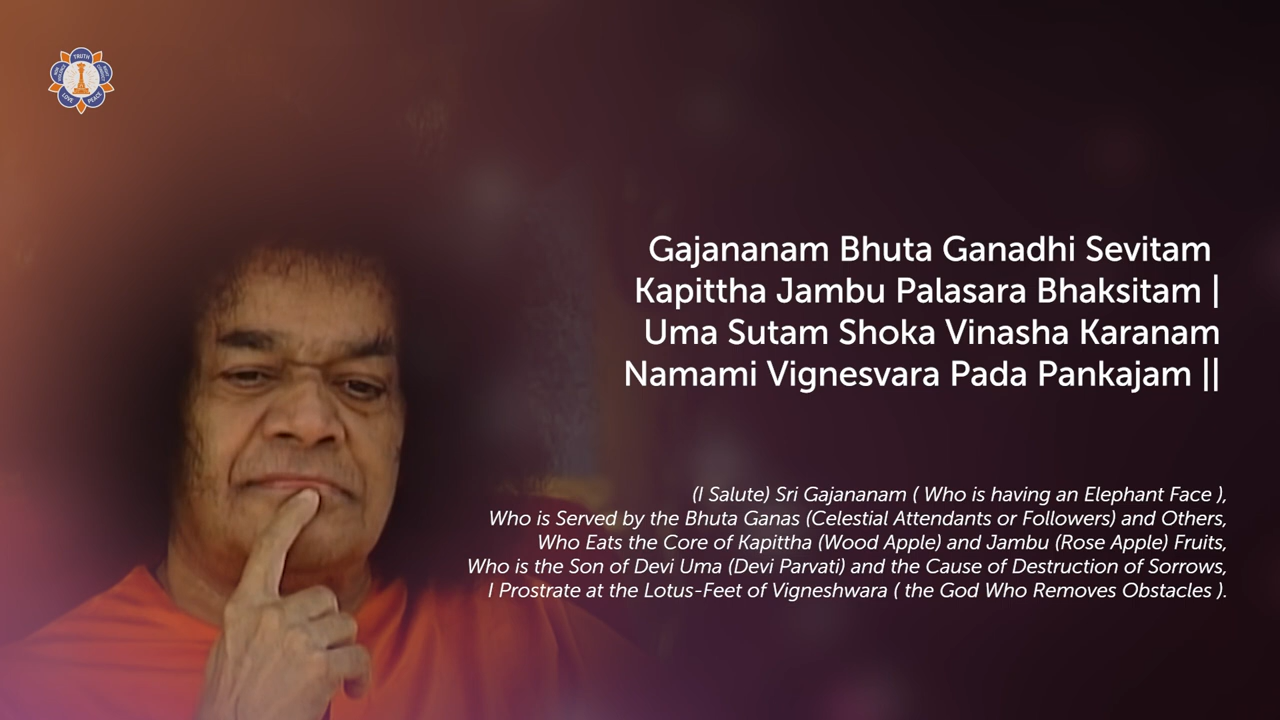 TRUTH
LOVE
PEACE
Gajananam Bhuta Ganadhi Sevitam
Kapittha Jambu Palasara Bhaksitam |
Uma Sutam Shoka Vinasha Karanam
Namami Vignesvara Pada Pankajam ||
(I Salute) Sri Gajananam ( Who is having an Elephant Face ),
Who is Served by the Bhuta Ganas (Celestial Attendants or Followers) and Others,
Who Eats the Core of Kapittha (Wood Apple) and Jambu (Rose Apple) Fruits,
Who is the Son of Devi Uma (Devi Parvati) and the Cause of Destruction of Sorrows,
I Prostrate at the Lotus-Feet of Vigneshwara ( the God Who Removes Obstacles ).